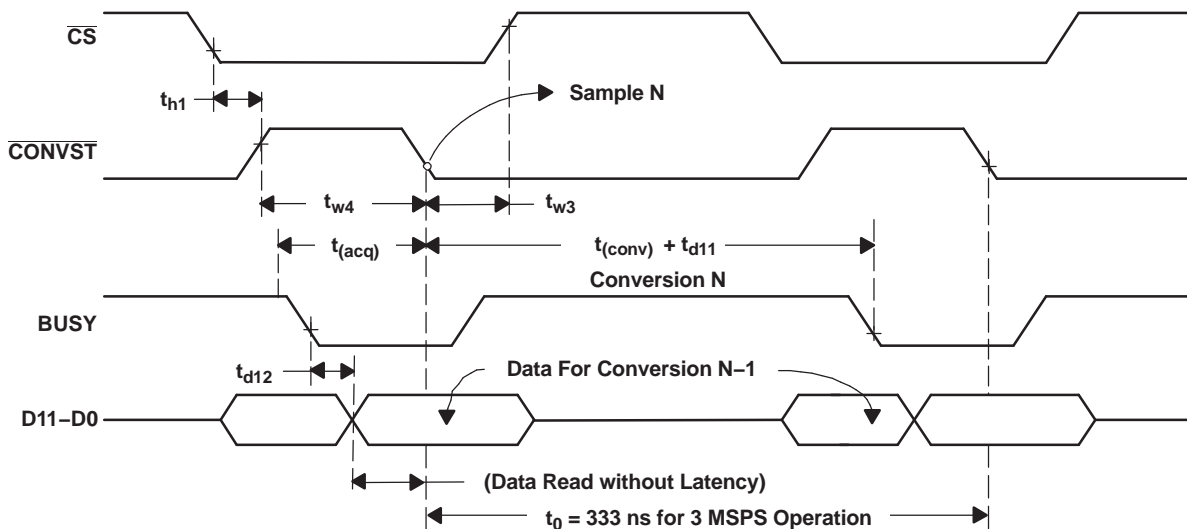 CS
t_h1
Sample N
CONVST
t_w4
t_w3
t_(acq)
t_(conv) + t_d11
Conversion N
BUSY
t_d12
Data For Conversion N–1
D11–D0
(Data Read without Latency)
t_0 = 333 ns for 3 MSPS Operation